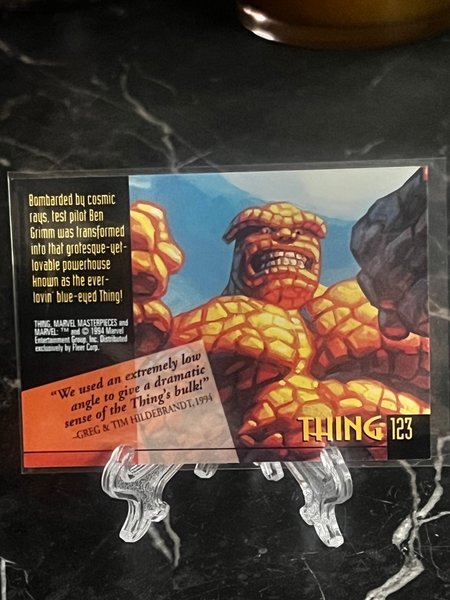 Bombarded by cosmic
rays, test pilot Ben
Grimm was transformed
into that grotesque-yet-
lovable powerhouse
known as the ever-
lovin' blue-eyed Thing!
THING, MARVEL MASTERPIECES and
MARVEL: ™ and © 1994 Marvel
Entertainment Group, Inc. Distributed
exclusively by Fleer Corp.
"We used an extremely low
angle to give a dramatic
sense of the Thing's bulk!"
–GREG & TIM HILDEBRANDT, 1994
THING 123